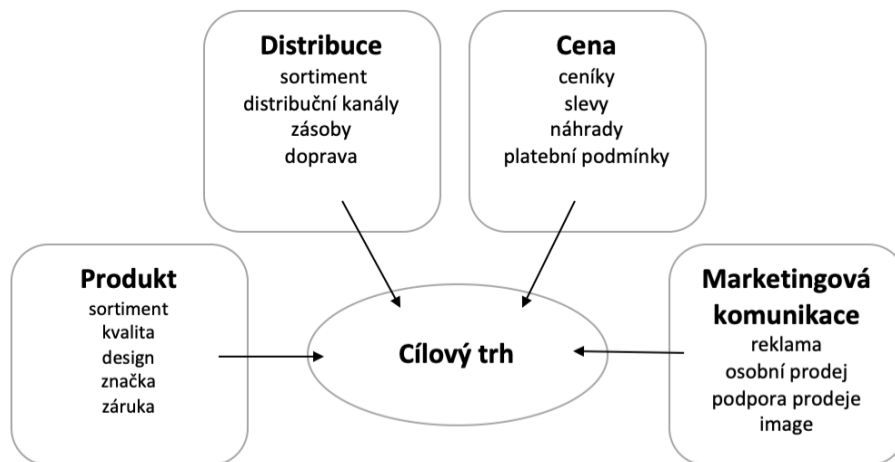 Distribuce
sortiment
distribuční kanály
zásoby
doprava
Cena
ceníky
slevy
náhrady
platební podmínky
Produkt
sortiment
kvalita
design
značka
záruka
Cílový trh
Marketingová
komunikace
reklama
osobní prodej
podpora prodeje
image